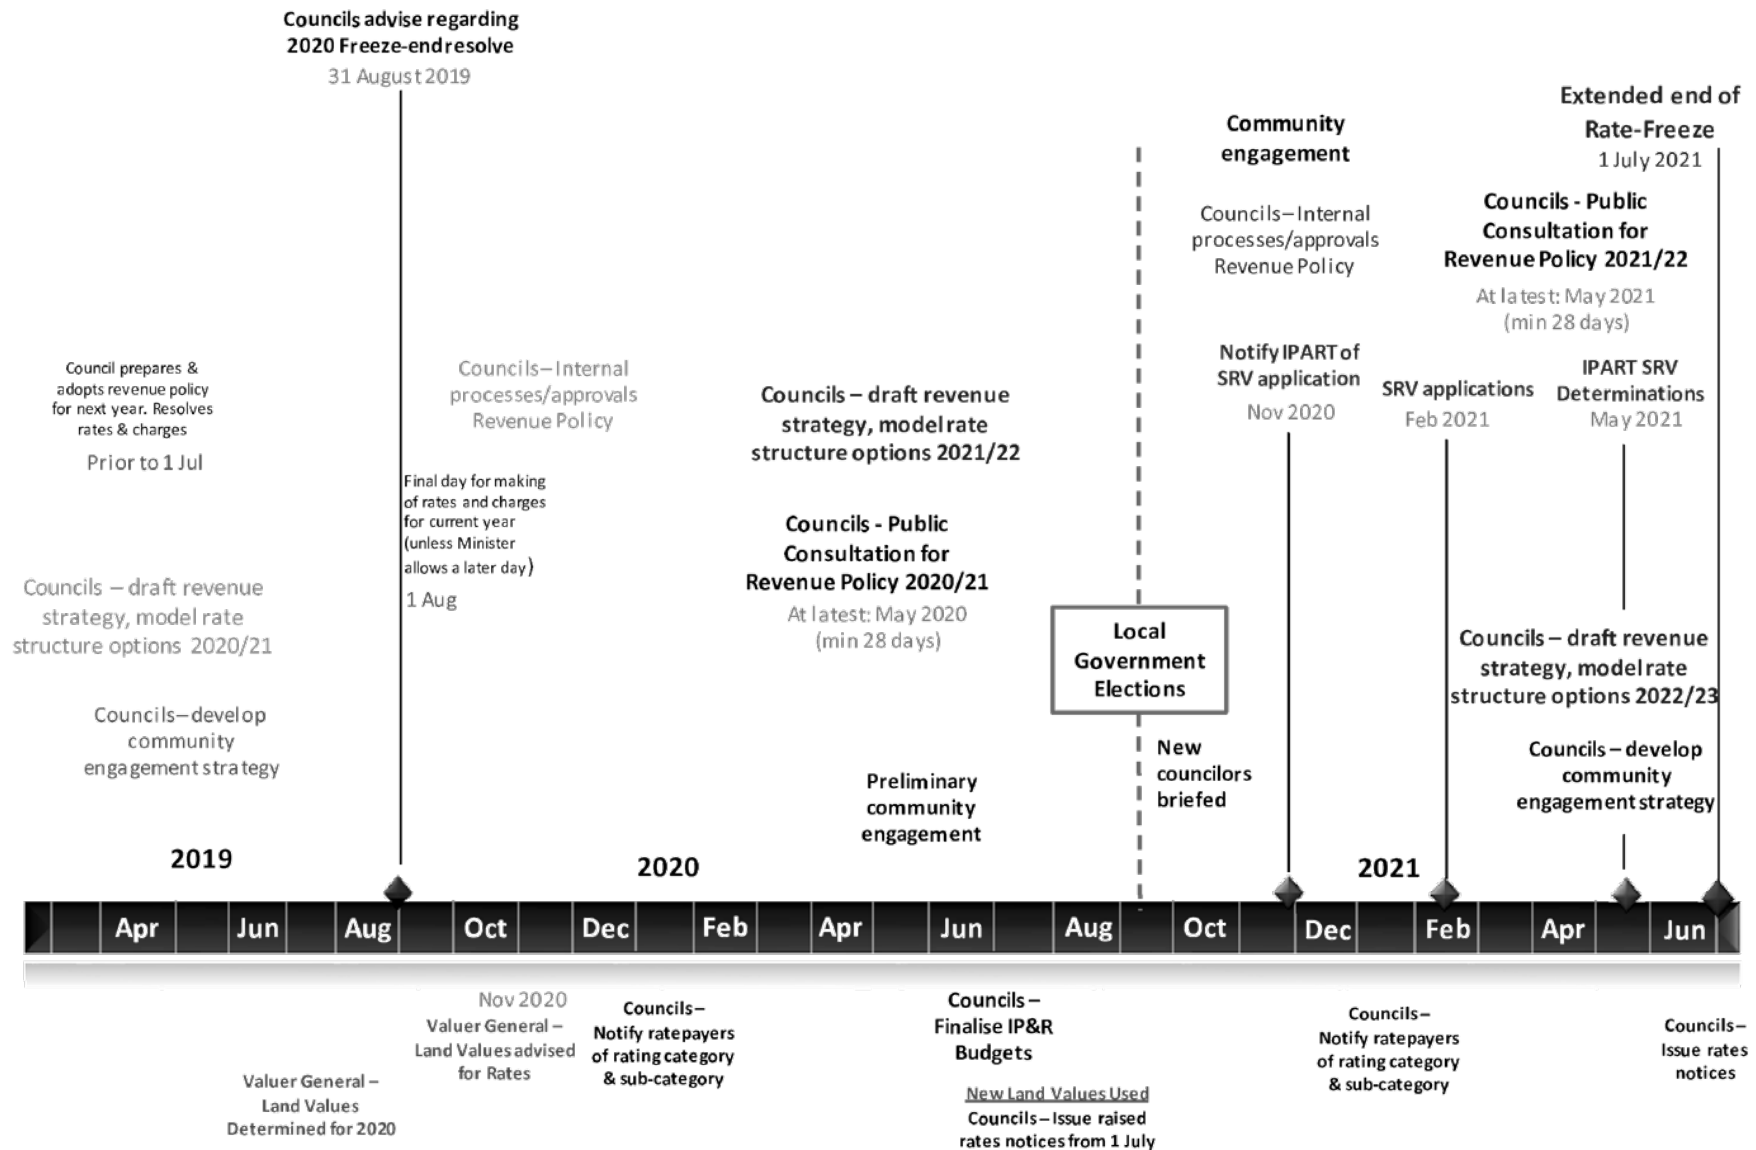 Councils advise regarding
2020 Freeze-end resolve
31 August 2019
Extended end of
Rate-Freeze
1 July 2021
Community
engagement
Councils – Internal
processes/approvals
Revenue Policy
Councils - Public
Consultation for
Revenue Policy 2021/22
At latest: May 2021
(min 28 days)
Council prepares &
adopts revenue policy
for next year. Resolves
rates & charges
Prior to 1 Jul
Councils – Internal
processes/approvals
Revenue Policy
Councils – draft revenue
strategy, model rate
structure options 2021/22
Notify IPART of
SRV application
Nov 2020
SRV applications
Feb 2021
IPART SRV
Determinations
May 2021
Final day for making
of rates and charges
for current year
(unless Minister
allows a later day)
1 Aug
Councils - Public
Consultation for
Revenue Policy 2020/21
At latest: May 2020
(min 28 days)
Councils – draft revenue
strategy, model rate
structure options 2020/21
Local
Government
Elections
Councils – draft revenue
strategy, model rate
structure options 2022/23
Councils – develop
community
engagement strategy
Preliminary
community
engagement
New
councilors
briefed
Councils – develop
community
engagement strategy
2019
2020
2021
Apr Jun Aug Oct Dec Feb Apr Jun Aug Oct Dec Feb Apr Jun
Valuer General –
Land Values
Determined for 2020
Nov 2020
Valuer General –
Land Values advised
for Rates
Councils –
Notify ratepayers
of rating category
& sub-category
Councils –
Finalise IP&R
Budgets
New Land Values Used
Councils – Issue raised
rates notices from 1 July
Councils –
Notify ratepayers
of rating category
& sub-category
Councils –
Issue rates
notices